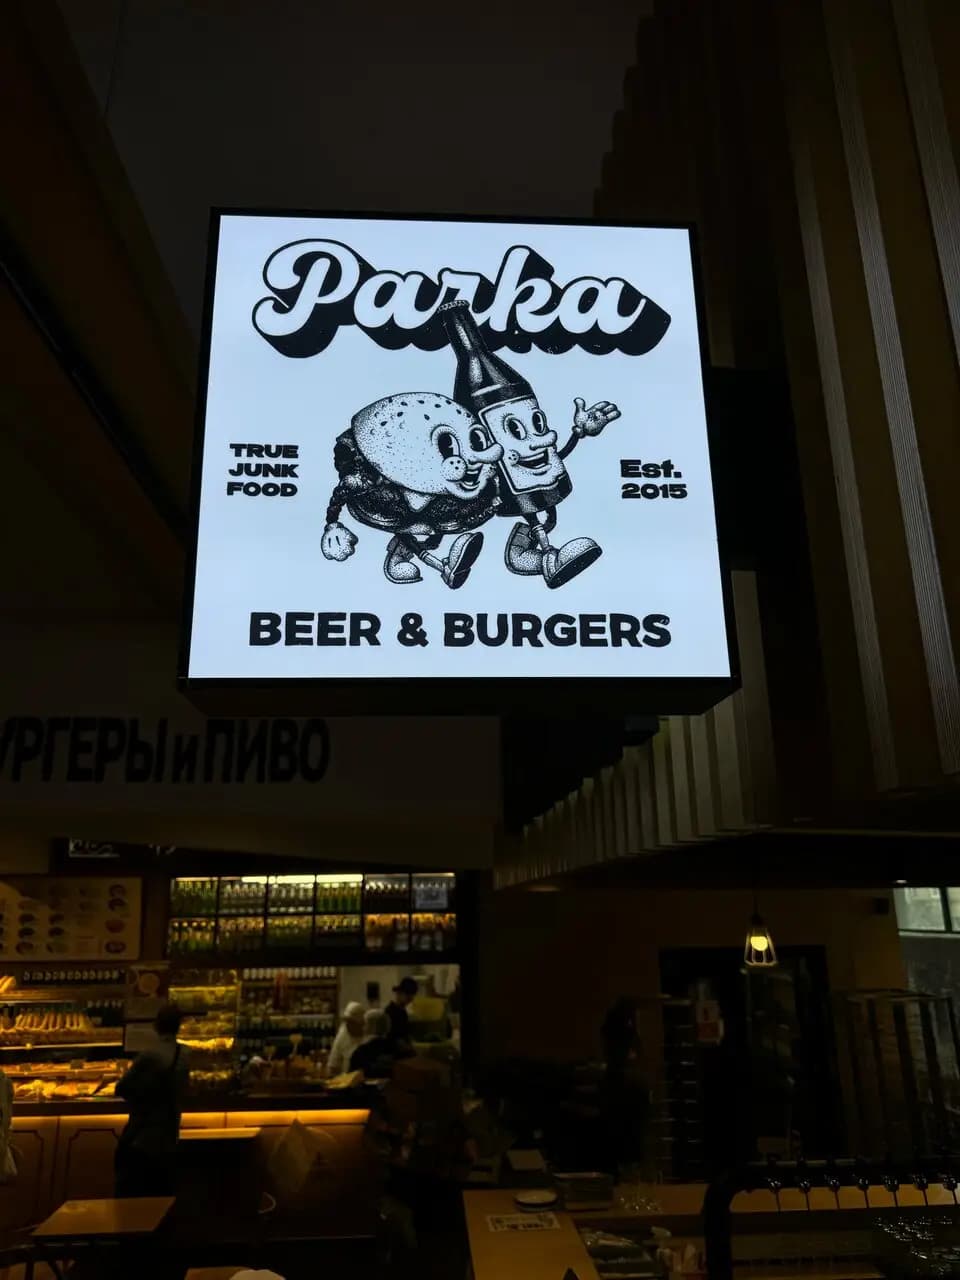 Parka
TRUE
JUNK
FOOD
Est.
2015
BEER & BURGERS
УРГЕРЫ и ПИВО